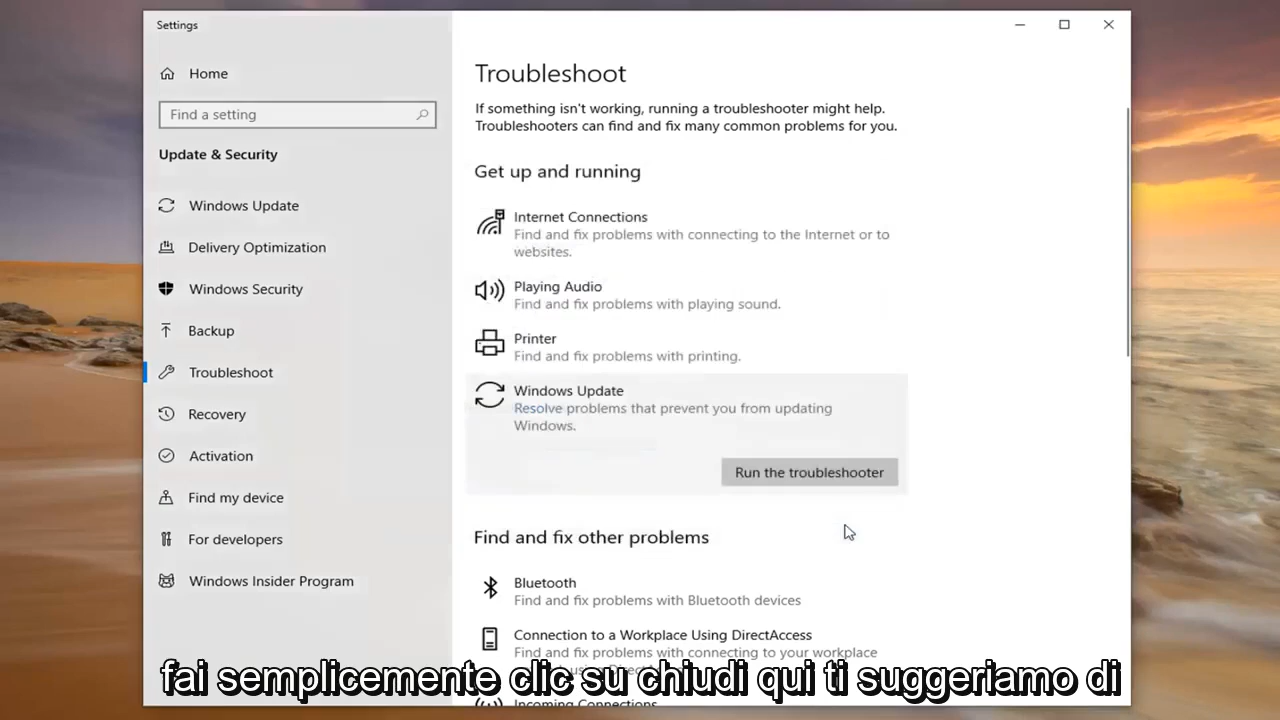 Settings
Home
Find a setting
Update & Security
Windows Update
Delivery Optimization
Windows Security
Backup
Troubleshoot
Recovery
Activation
Find my device
For developers
Windows Insider Program
Troubleshoot
If something isn't working, running a troubleshooter might help.
Troubleshooters can find and fix many common problems for you.
Get up and running
Internet Connections
Find and fix problems with connecting to the Internet or to
websites.
Playing Audio
Find and fix problems with playing sound.
Printer
Find and fix problems with printing.
Windows Update
Resolve problems that prevent you from updating
Windows.
Run the troubleshooter
Find and fix other problems
Bluetooth
Find and fix problems with Bluetooth devices
Connection to a Workplace Using DirectAccess
Find and fix problems with connecting to your workplace
Incoming Connections
fai semplicemente clic su chiudi qui ti suggeriamo di